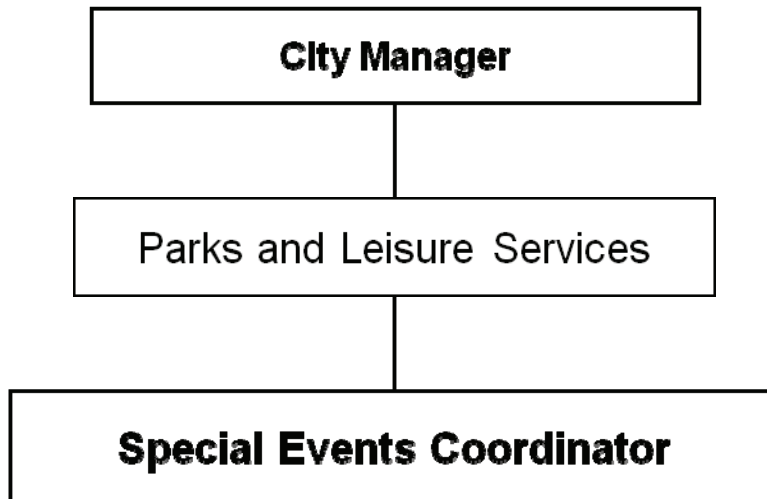 CIty Manager
Parks and Leisure Services
Special Events Coordinator